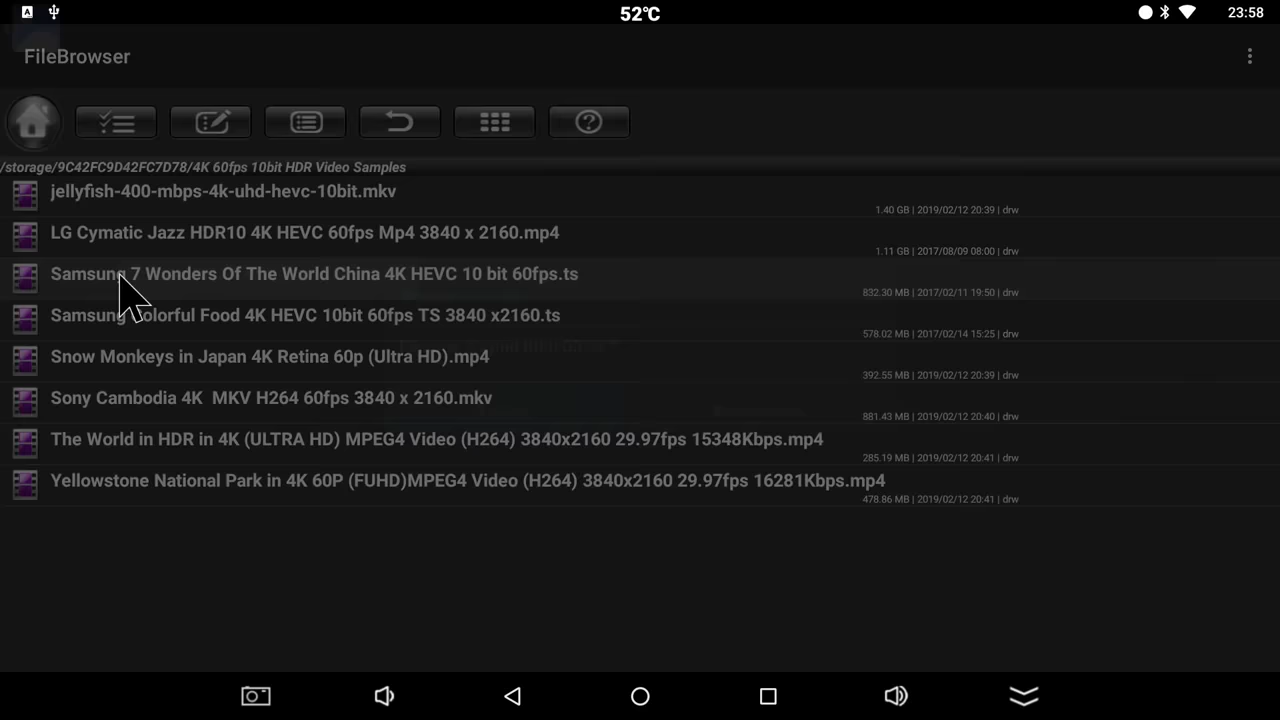 52℃
23:58
FileBrowser
/storage/9C42FC9D42FC7D78/4K 60fps 10bit HDR Video Samples
jellyfish-400-mbps-4k-uhd-hevc-10bit.mkv
1.40 GB | 2019/02/12 20:39 | drw
LG Cymatic Jazz HDR10 4K HEVC 60fps Mp4 3840 x 2160.mp4
1.11 GB | 2017/08/09 08:00 | drw
Samsung 7 Wonders Of The World China 4K HEVC 10 bit 60fps.ts
832.30 MB | 2017/02/11 19:50 | drw
Samsung Colorful Food 4K HEVC 10bit 60fps TS 3840 x2160.ts
578.02 MB | 2017/02/14 15:25 | drw
Snow Monkeys in Japan 4K Retina 60p (Ultra HD).mp4
392.55 MB | 2019/02/12 20:39 | drw
Sony Cambodia 4K  MKV H264 60fps 3840 x 2160.mkv
881.43 MB | 2019/02/12 20:40 | drw
The World in HDR in 4K (ULTRA HD) MPEG4 Video (H264) 3840x2160 29.97fps 15348Kbps.mp4
285.19 MB | 2019/02/12 20:41 | drw
Yellowstone National Park in 4K 60P (FUHD)MPEG4 Video (H264) 3840x2160 29.97fps 16281Kbps.mp4
478.86 MB | 2019/02/12 20:41 | drw